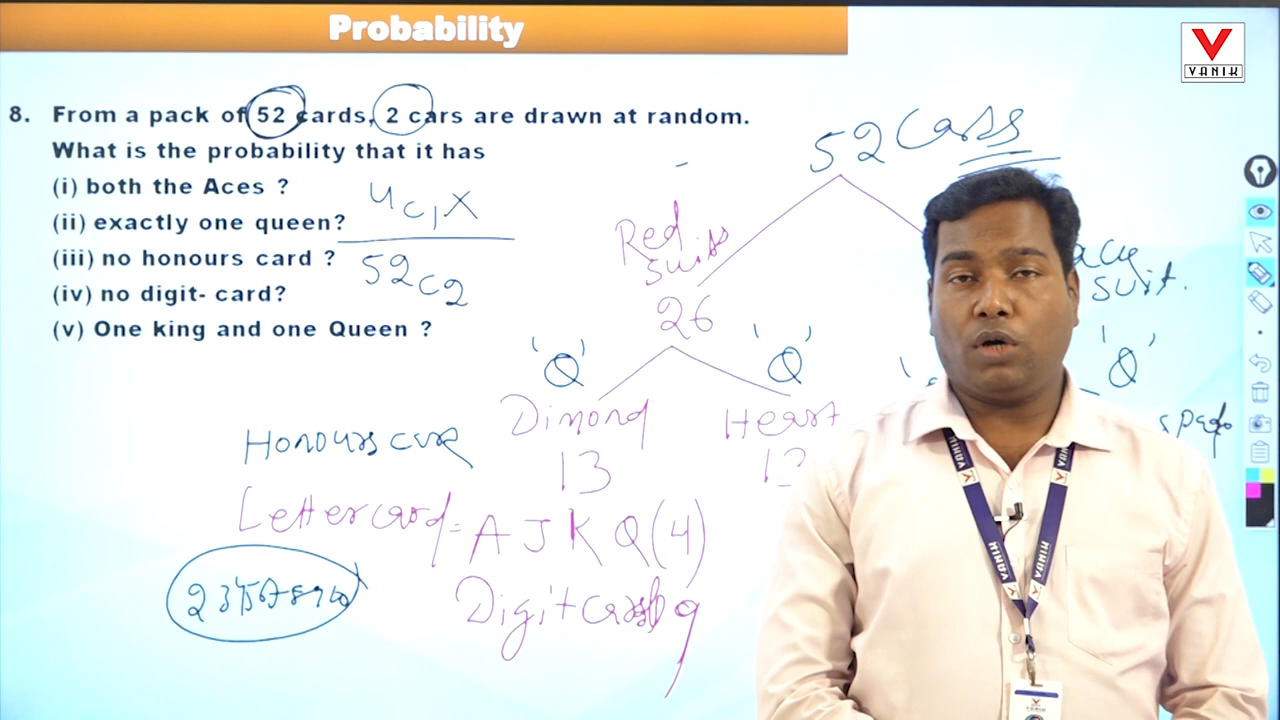 Probability
VANIK
8. From a pack of 52 cards, 2 cars are drawn at random.
What is the probability that it has
(i) both the Aces ?
(ii) exactly one queen?
(iii) no honours card ?
(iv) no digit- card?
(v) One king and one Queen ?
4C1 X
52C2
52 Cards
Red
suits
26
suit.
'Q' 'Q' 'Q'
Dimond Heart
13
Honours
Letter card = A J K Q (4)
Digit card 9
VANIK
VANIK